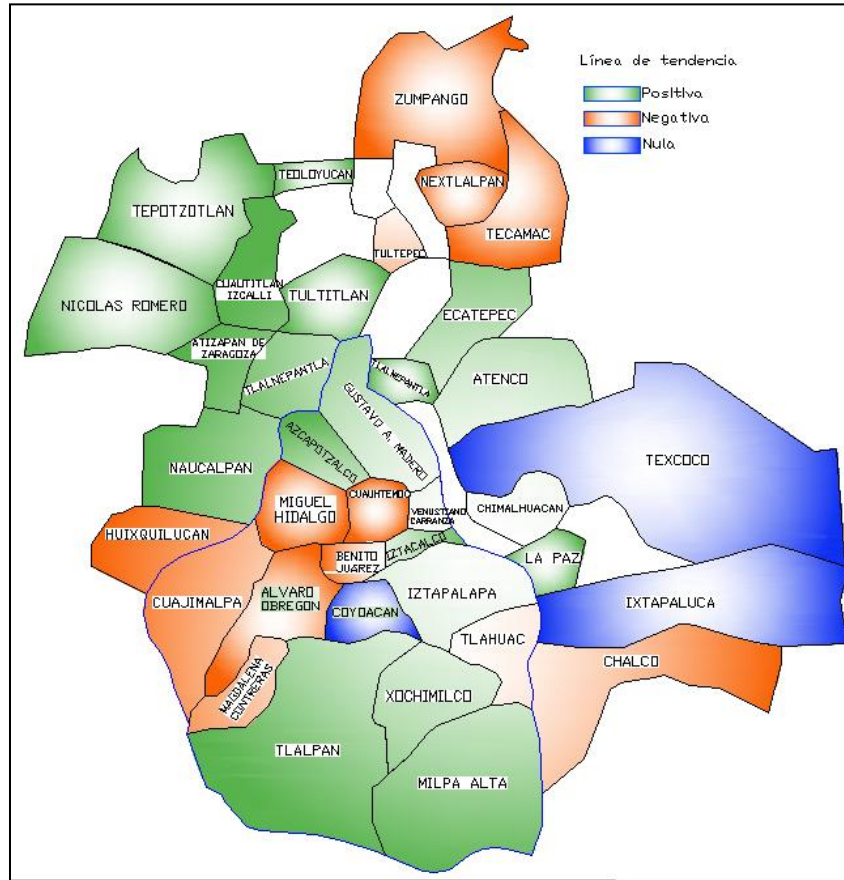 Línea de tendencia
Positiva
Negativa
Nula
ZUMPANGO
TEOLOYUCAN
NEXTLALPAN
TEPOTZOTLAN
TECAMAC
TULTEPEC
CUAUTITLAN
IZCALLI
TULTITLAN
NICOLAS ROMERO
ECATEPEC
ATIZAPAN DE
ZARAGOZA
TLALNEPANTLA
TLALNEPANTLA
ATENCO
GUSTAVO A. MADERO
AZCAPOTZALCO
NAUCALPAN
TEXCOCO
MIGUEL
HIDALGO
CUAUHTEMOC
VENUSTIANO
CARRANZA
CHIMALHUACAN
HUIXQUILUCAN
BENITO
JUÁREZ
IZTACALCO
LA PAZ
CUAJIMALPA
ALVARO
OBREGON
COYOACAN
IZTAPALAPA
IXTAPALUCA
TLAHUAC
CHALCO
MAGDALENA
CONTRERAS
XOCHIMILCO
TLALPAN
MILPA ALTA